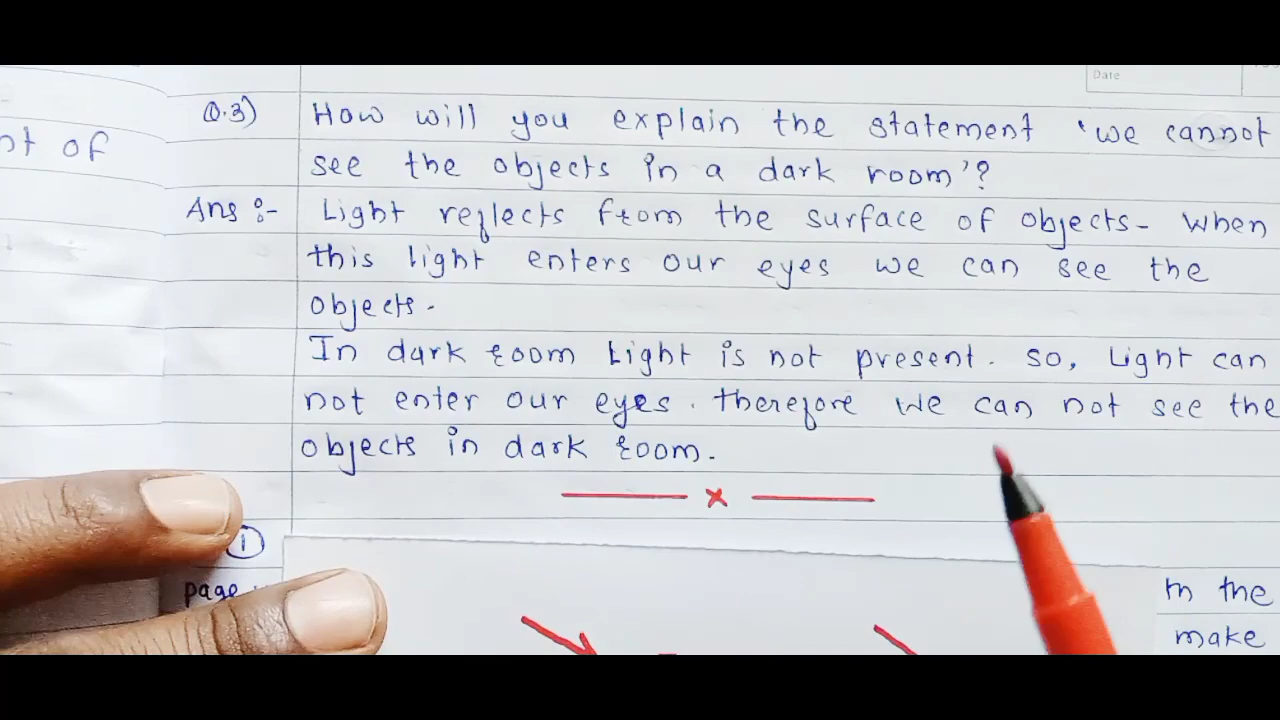 Date
nt of
Q.3) How will you explain the statement 'we cannot
see the objects in a dark room'?
Ans :- Light reflects from the surface of objects. When
this light enters our eyes we can see the
objects.
In dark room Light is not present. So, Light can
not enter our eyes. therefore we can not see the
objects in dark room.
x
1
page
in the
make